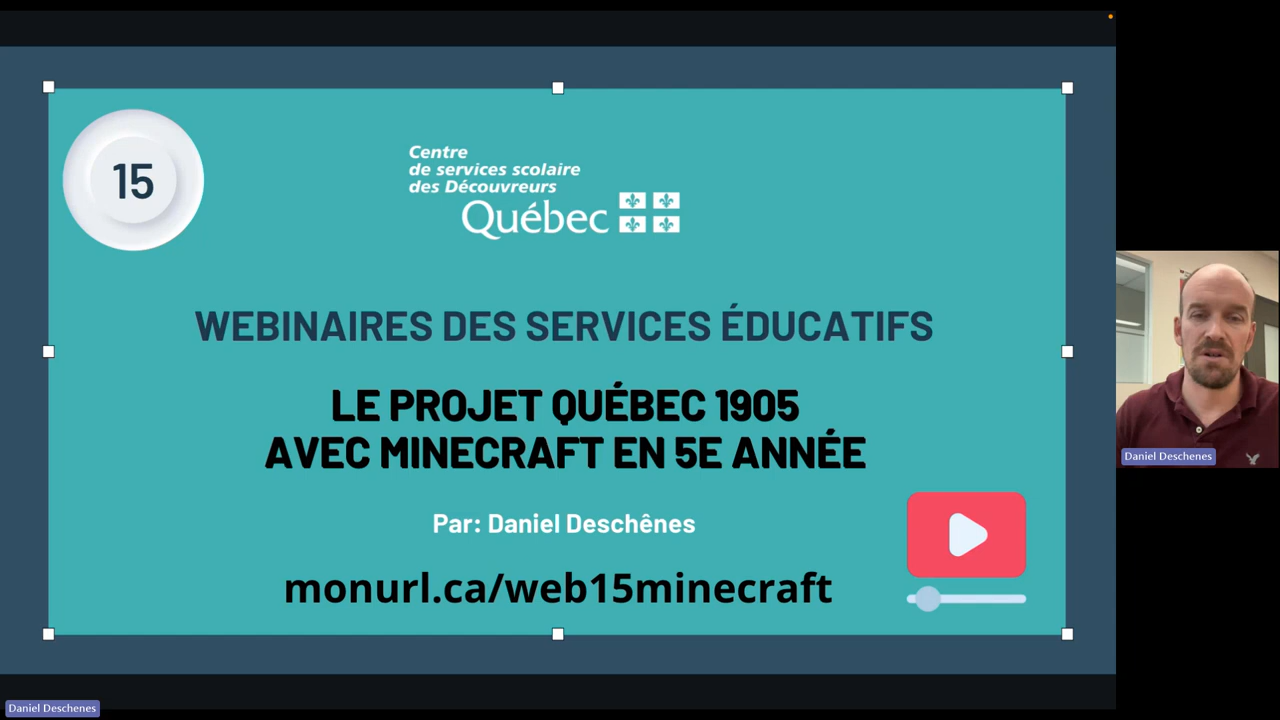 15
Centre
de services scolaire
des Découvreurs
Québec
WEBINAIRES DES SERVICES ÉDUCATIFS
LE PROJET QUÉBEC 1905
AVEC MINECRAFT EN 5E ANNÉE
Par: Daniel Deschênes
monurl.ca/web15minecraft
Daniel Deschenes
Daniel Deschenes